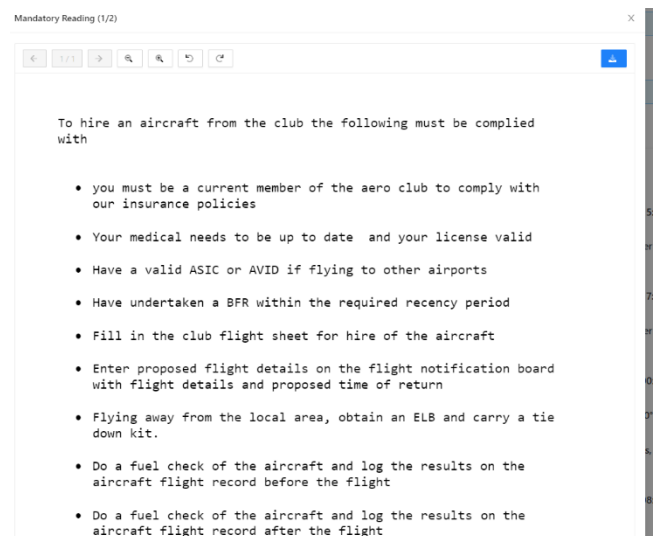 Mandatory Reading (1/2)
X
1/1
To hire an aircraft from the club the following must be complied
with
• you must be a current member of the aero club to comply with
our insurance policies
• Your medical needs to be up to date  and your license valid
• Have a valid ASIC or AVID if flying to other airports
• Have undertaken a BFR within the required recency period
• Fill in the club flight sheet for hire of the aircraft
• Enter proposed flight details on the flight notification board
with flight details and proposed time of return
• Flying away from the local area, obtain an ELB and carry a tie
down kit.
• Do a fuel check of the aircraft and log the results on the
aircraft flight record before the flight
• Do a fuel check of the aircraft and log the results on the
aircraft flight record after the flight